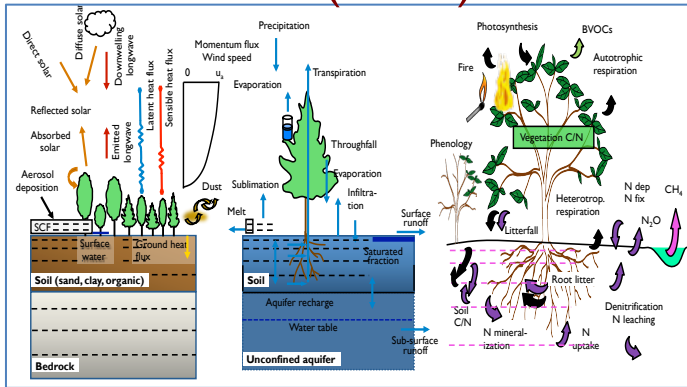 Direct solar
Diffuse solar
Downwelling
longwave
Reflected solar
Absorbed
solar
Emitted
longwave
Latent heat flux
Sensible heat flux
Momentum flux
Wind speed
0
Aerosol
deposition
SCF
Surface
water
Ground heat
flux
Dust
Soil (sand, clay, organic)
Bedrock
Precipitation
Evaporation
Transpiration
Throughfall
Evaporation
Sublimation
Infilt-
ration
Melt
Surface
runoff
Saturated
fraction
Soil
Aquifer recharge
Water table
Unconfined aquifer
Sub-surface
runoff
Photosynthesis
BVOCs
Fire
Autotrophic
respiration
Vegetation C/N
Phenology
Heterotrop.
respiration
N dep
N fix
CH4
N2O
Litterfall
Root litter
Soil
C/N
N mineral-
ization
N
uptake
Denitrification
N leaching